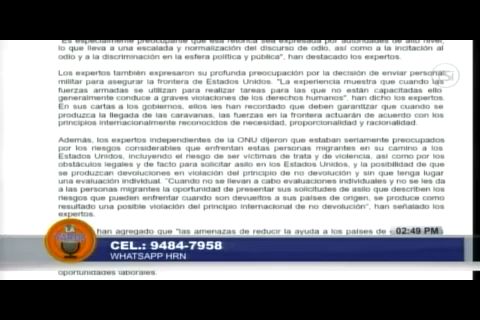 "Es especialmente preocupante que esa retórica sea expresada por autoridades de alto nivel,
lo que lleva a una escalada y normalización del discurso de odio, así como a la incitación al
odio y a la discriminación en la esfera política y pública", han destacado los expertos.
Los expertos también expresaron su profunda preocupación por la decisión de enviar personal
militar para asegurar la frontera de Estados Unidos. "La experiencia muestra que cuando las
fuerzas armadas se utilizan para realizar tareas para las que no están capacitadas ello
generalmente conduce a graves violaciones de los derechos humanos", han dicho los expertos.
En sus cartas a los gobiernos, ellos les han recordado que deben garantizar que cuando se
produzca la llegada de las caravanas, las fuerzas en la frontera actuarán de acuerdo con los
principios internacionalmente reconocidos de necesidad, proporcionalidad y racionalidad.
Además, los expertos independientes de la ONU dijeron que estaban seriamente preocupados
por los riesgos considerables que enfrentan estas personas migrantes en su camino a los
Estados Unidos, incluyendo el riesgo de ser víctimas de trata y de violencia, así como por los
obstáculos legales y de facto para solicitar asilo en los Estados Unidos, y la posibilidad de que
se produzcan devoluciones en violación del principio de no devolución y sin que tenga lugar
una evaluación individual. "Cuando no se llevan a cabo evaluaciones individuales y no se les da
a las personas migrantes la oportunidad de presentar sus solicitudes de asilo que describen los
riesgos que pueden enfrentar cuando son devueltos a sus países de origen, se produce como
resultado una posible violación del principio internacional de no devolución", han señalado los
expertos.
han agregado que "las amenazas de reducir la ayuda a los países de
02:49 PM
CEL.: 9484-7958
WHATSAPP HRN
oportunidades laborales.